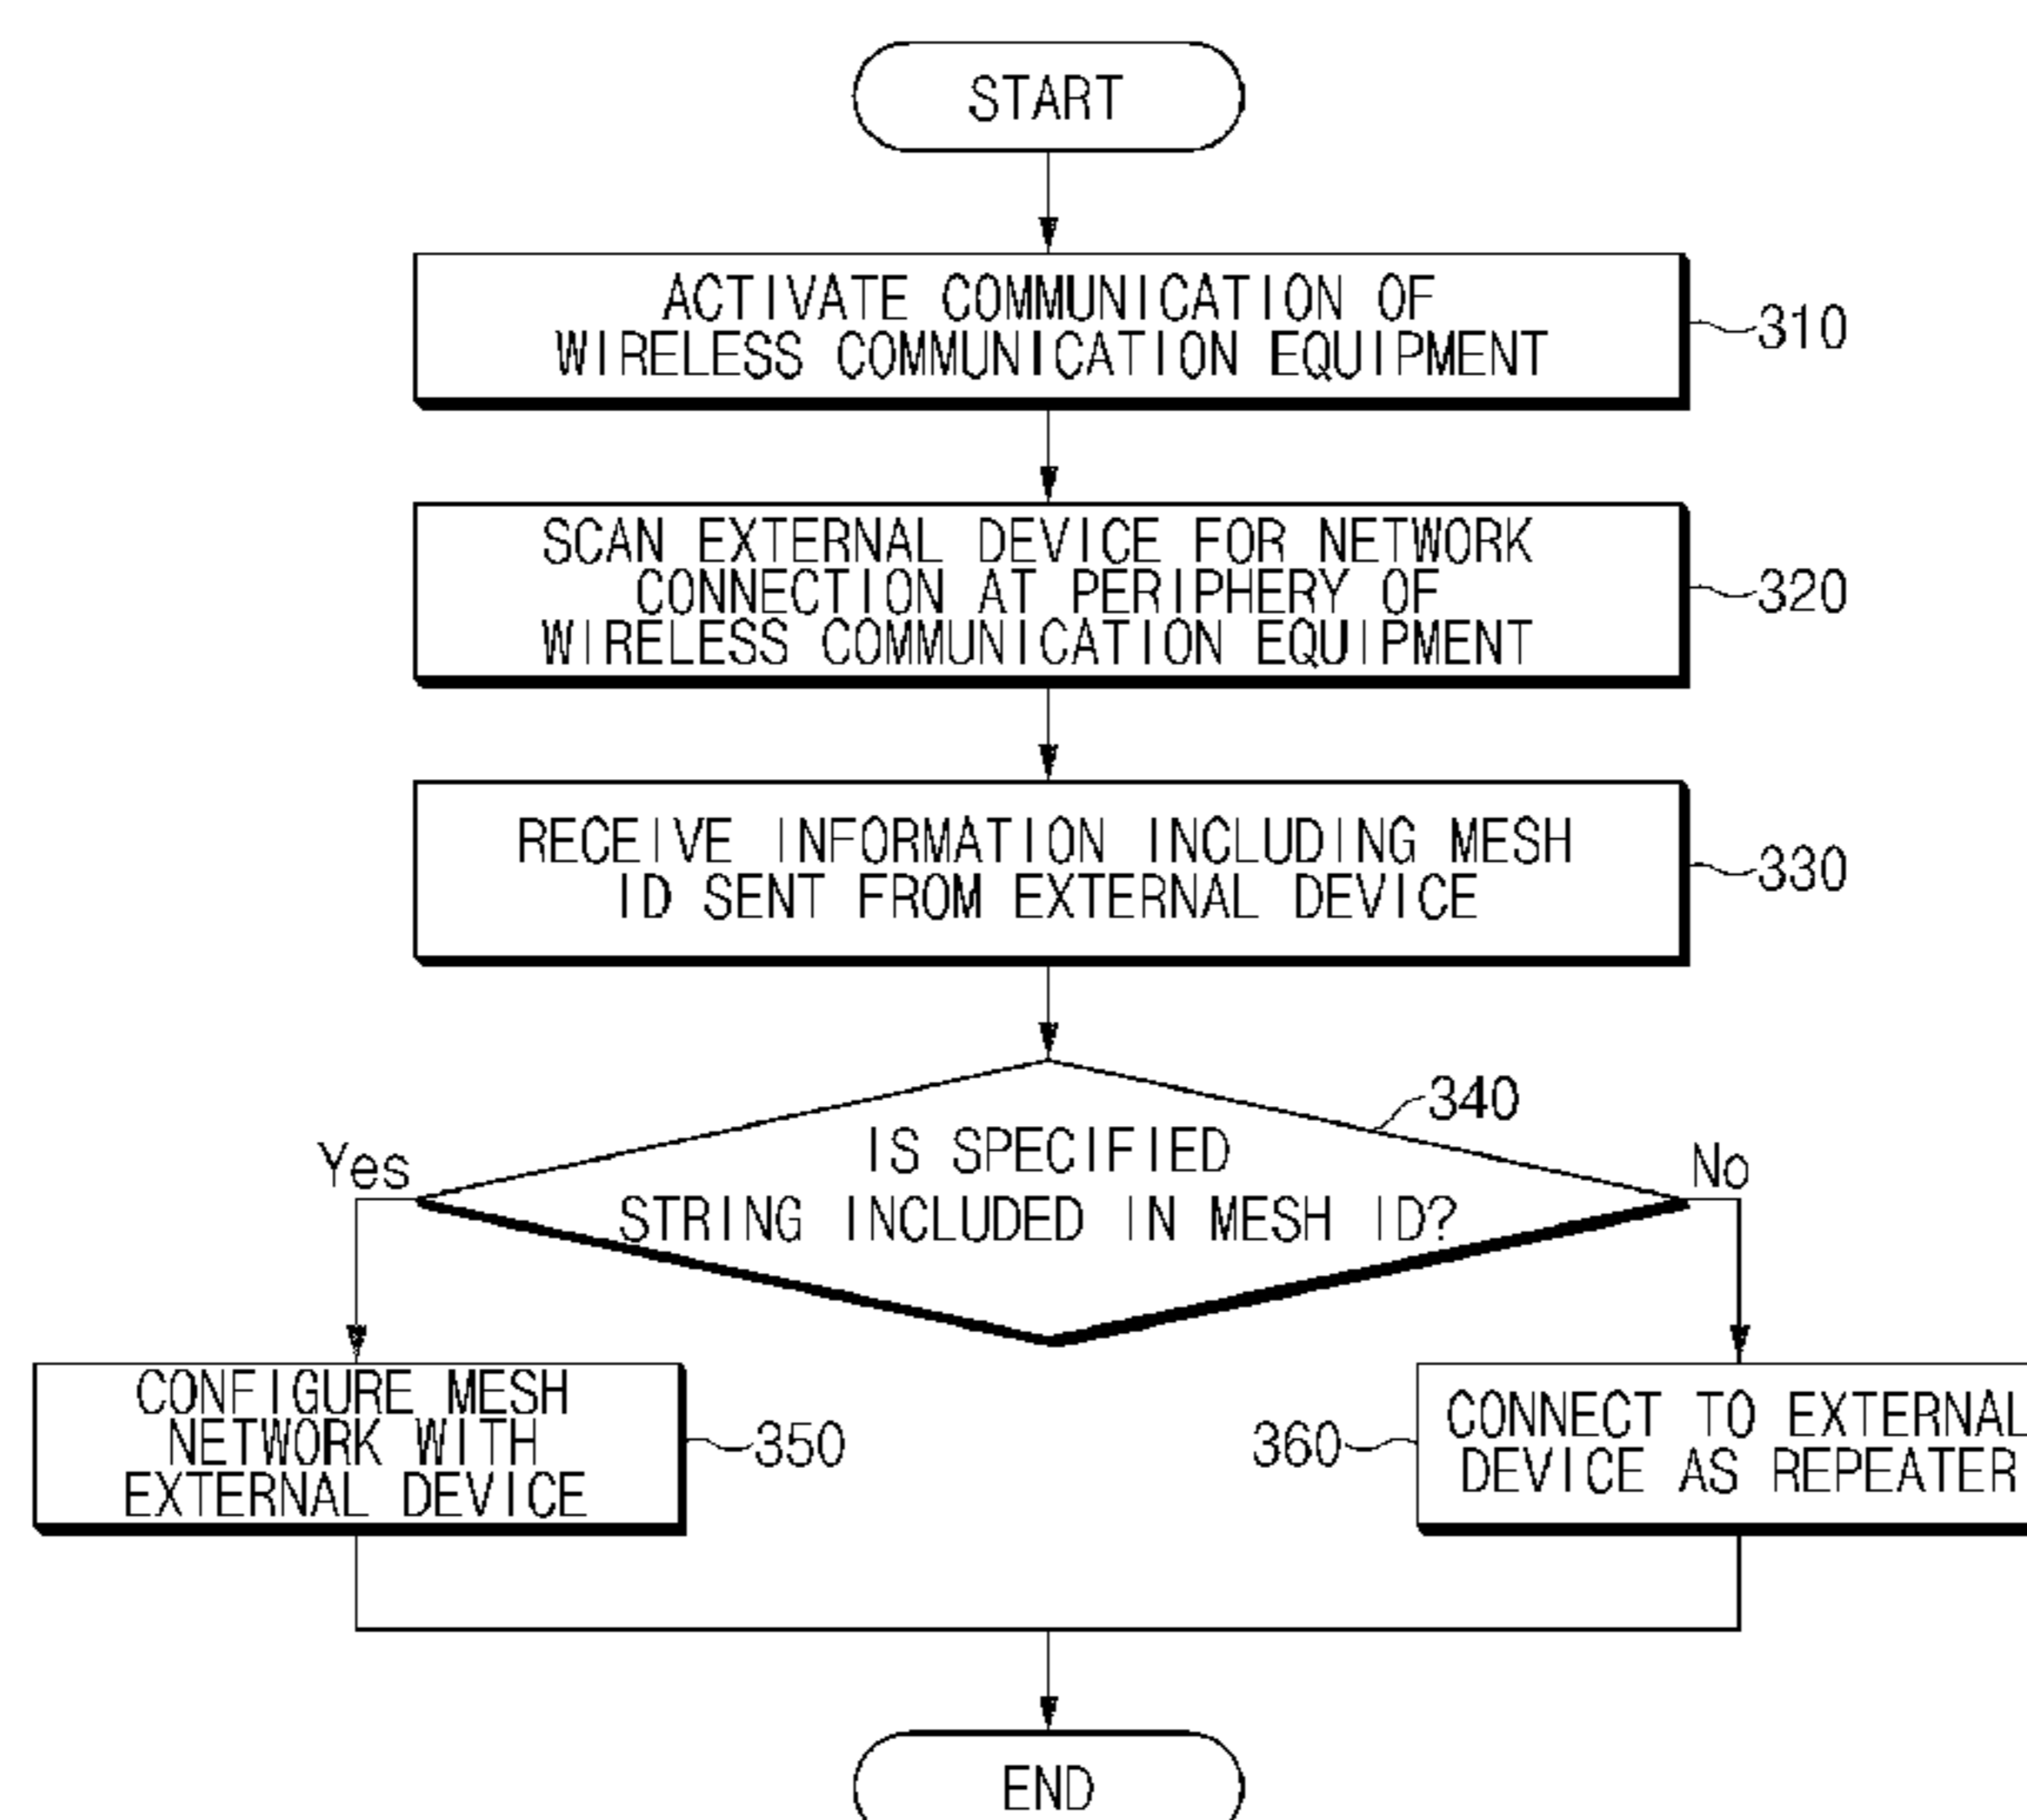 START
ACTIVATE COMMUNICATION OF
WIRELESS COMMUNICATION EQUIPMENT
310
SCAN EXTERNAL DEVICE FOR NETWORK
CONNECTION AT PERIPHERY OF
WIRELESS COMMUNICATION EQUIPMENT
320
RECEIVE INFORMATION INCLUDING MESH
ID SENT FROM EXTERNAL DEVICE
330
340
IS SPECIFIED
STRING INCLUDED IN MESH ID?
Yes
No
CONFIGURE MESH
NETWORK WITH
EXTERNAL DEVICE
350
360
CONNECT TO EXTERNAL
DEVICE AS REPEATER
END